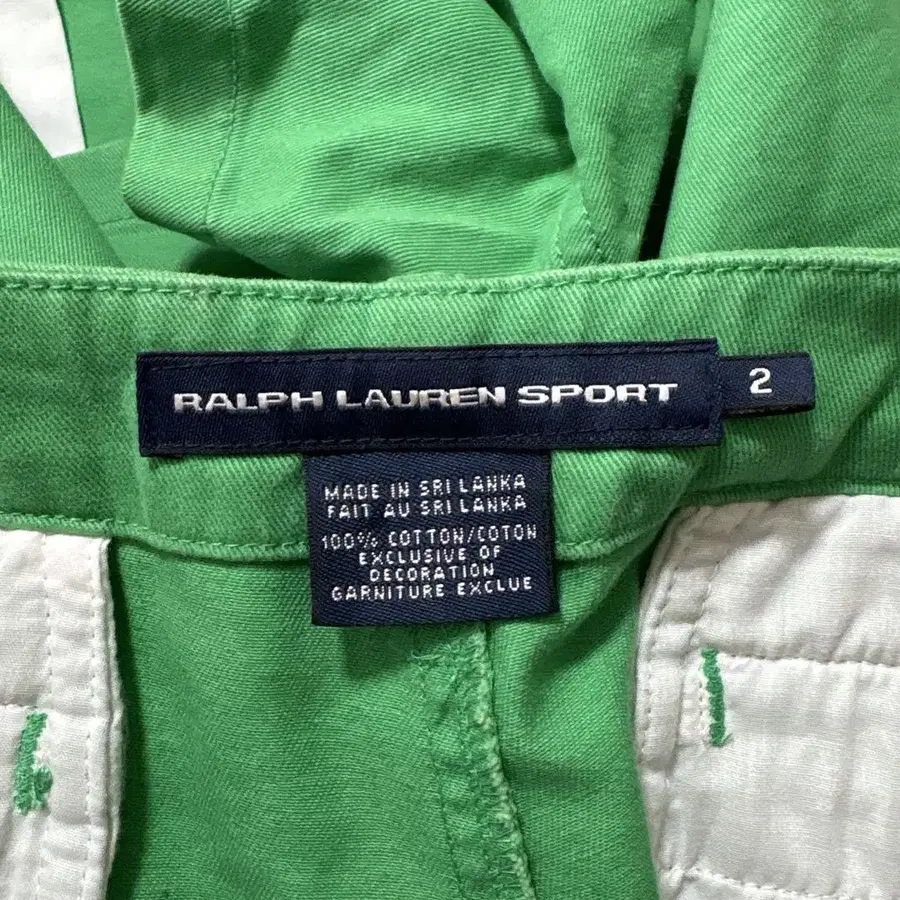 RALPH LAUREN SPORT
2
MADE IN SRI LANKA
FAIT AU SRI LANKA
100% COTTON/COTON
EXCLUSIVE OF
DECORATION
GARNITURE EXCLUE